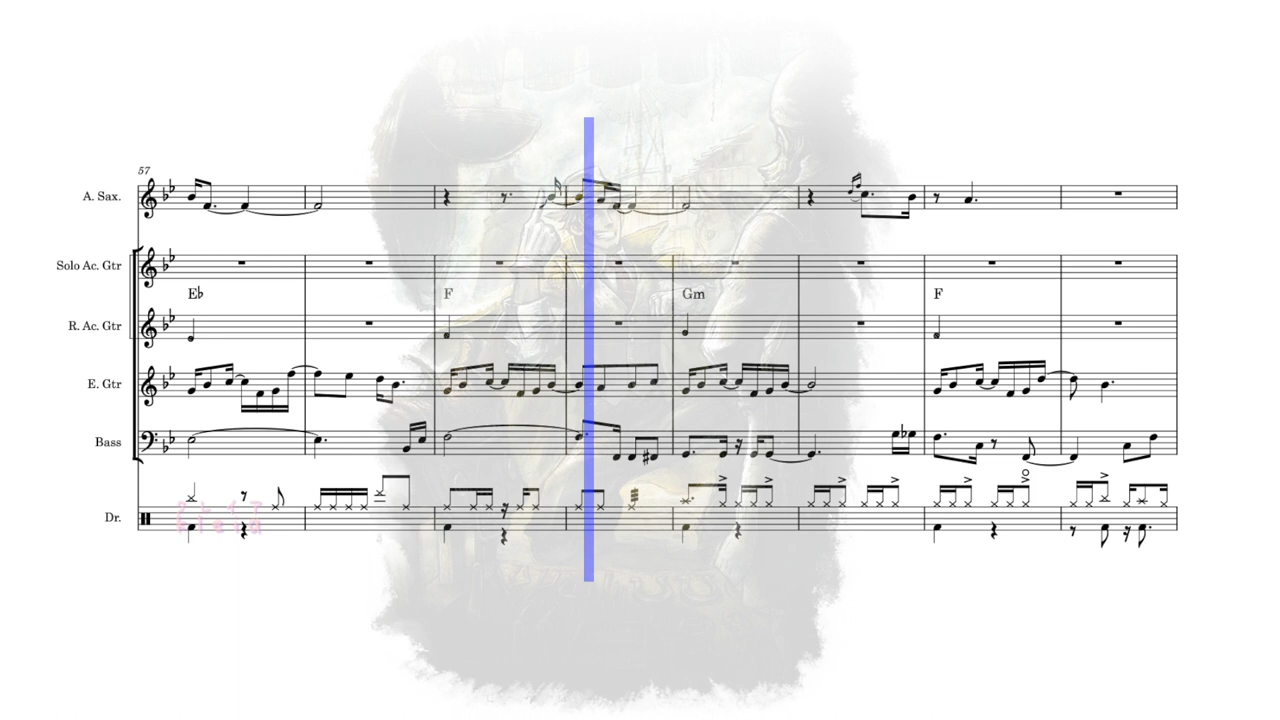 57
A. Sax.
Solo Ac. Gtr
E♭ F Gm F
R. Ac. Gtr
E. Gtr
Bass
Dr.